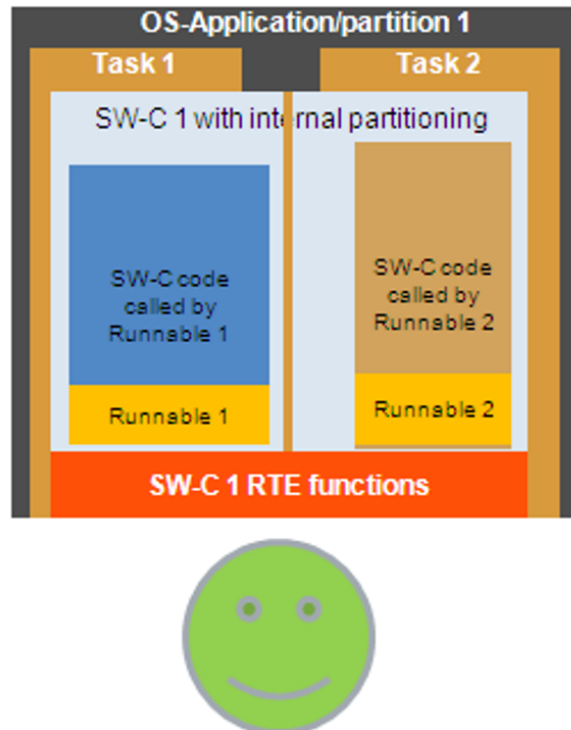 OS-Application/partition 1
Task 1
Task 2
SW-C 1 with internal partitioning
SW-C code
called by
Runnable 1
SW-C code
called by
Runnable 2
Runnable 1
Runnable 2
SW-C 1 RTE functions